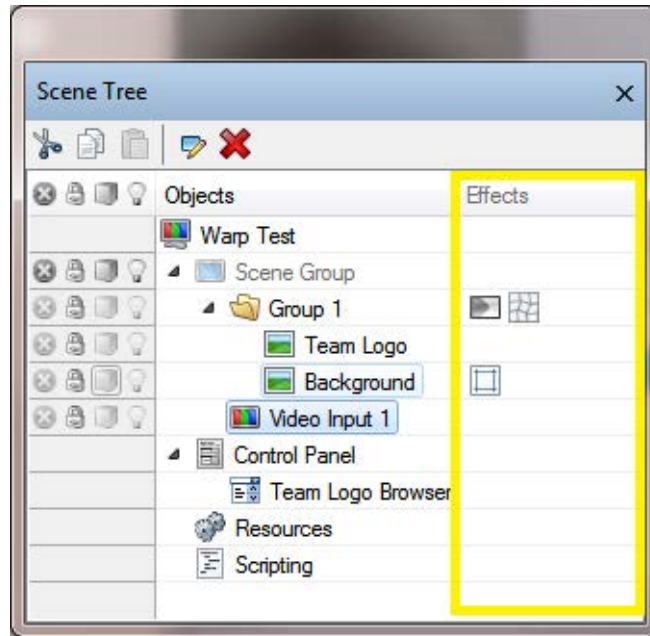 Scene Tree
Objects Effects
Warp Test
Scene Group
Group 1
Team Logo
Background
Video Input 1
Control Panel
Team Logo Browser
Resources
Scripting